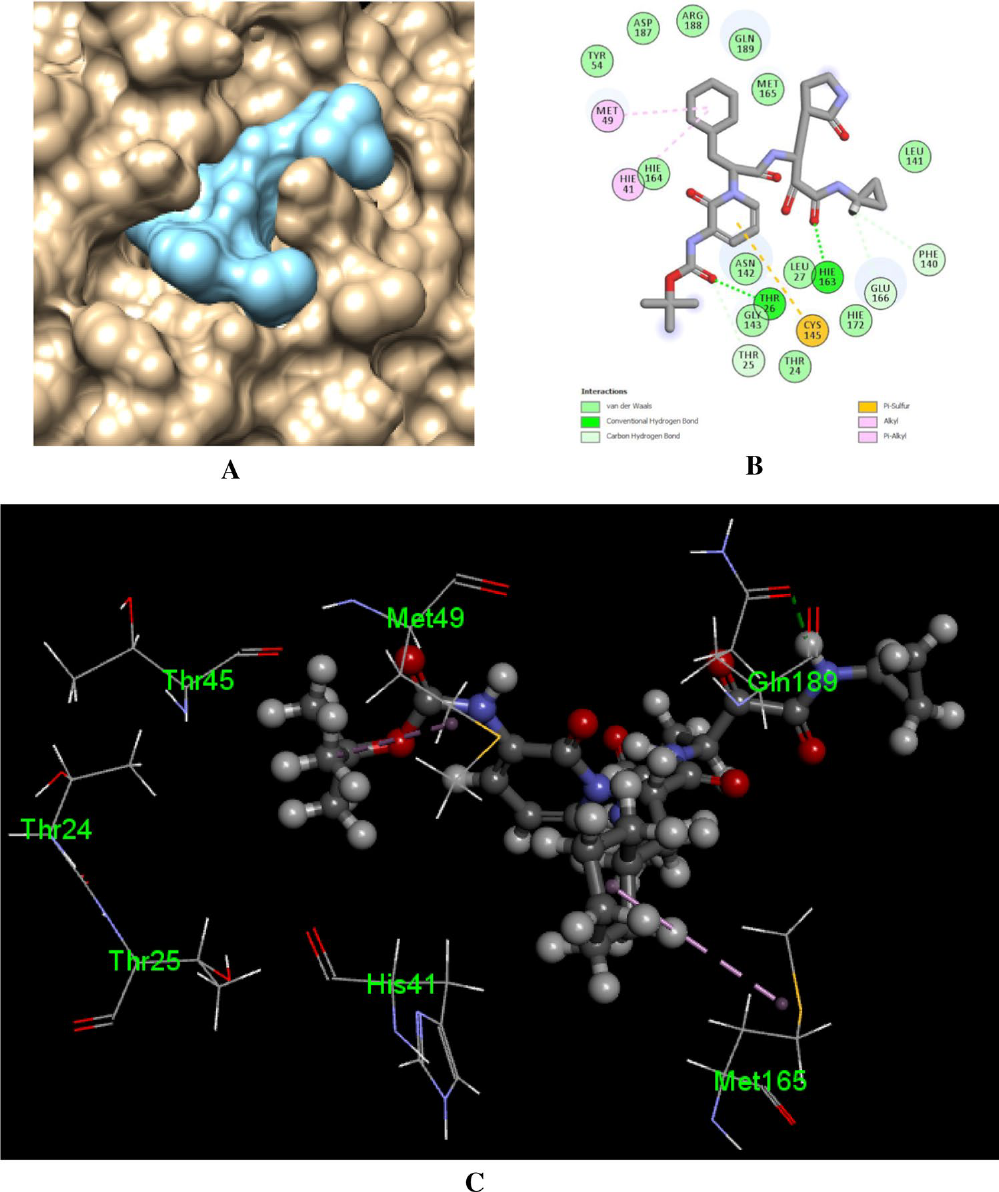 ASP
187
ARG
188
GLN
189
TYR
54
MET
165
MET
49
LEU
141
HIE
164
HIE
41
ASN
142
LEU
27
HIE
163
PHE
140
GLU
166
THR
26
GLY
143
CYS
145
HIE
172
THR
25
THR
24
Interactions
van der Waals
Conventional Hydrogen Bond
Carbon Hydrogen Bond
Pi-Sulfur
Alkyl
Pi-Alkyl
A
B
Met49
Thr45
Gln189
Thr24
Thr25
His41
Met165
C